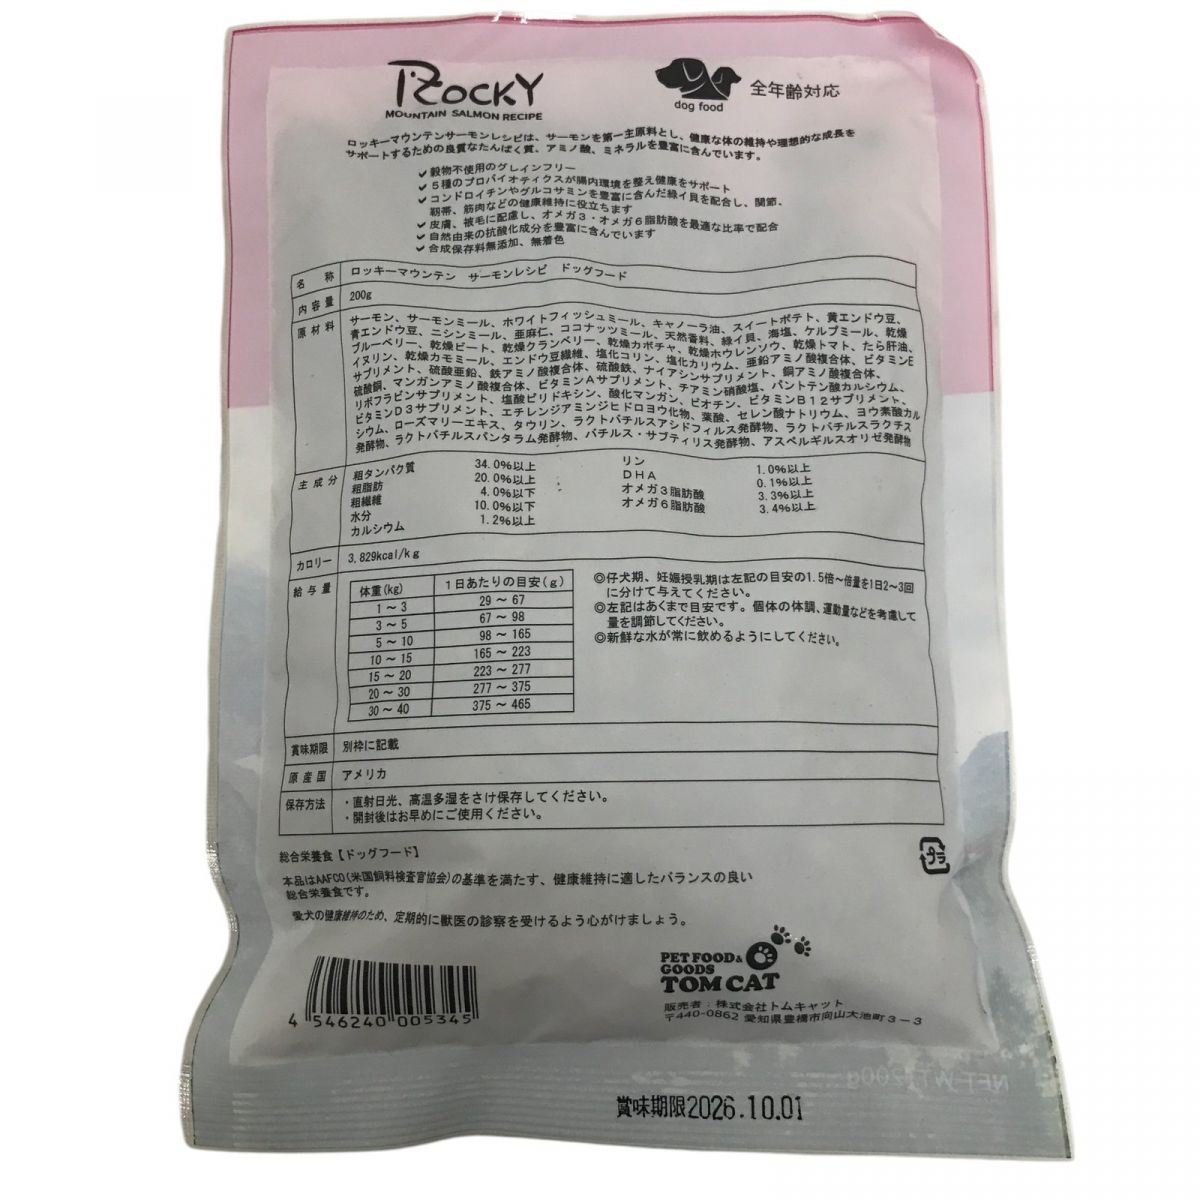 ROCKY
MOUNTAIN SALMON RECIPE
dog food
全年齢対応
ロッキーマウンテンサーモンレシピは、サーモンを第一主原料とし、健康な体の維持や理想的な成長を
サポートするための良質なたんぱく質、アミノ酸、ミネラルを豊富に含んでいます。
✓穀物不使用のグレインフリー
✓5種のプロバイオティクスが腸内環境を整え健康をサポート
✓コンドロイチンやグルコサミンを豊富に含んだ緑イ貝を配合し、関節、
靭帯、筋肉などの健康維持に役立ちます
✓皮膚、被毛に配慮し、オメガ3・オメガ6脂肪酸を最適な比率で配合
✓自然由来の抗酸化成分を豊富に含んでいます
✓合成保存料無添加、無着色
名称 ロッキーマウンテン サーモンレシピ ドッグフード
内容量 200g
原材料 サーモン、サーモンミール、ホワイトフィッシュミール、キャノーラ油、スイートポテト、黄エンドウ豆、
青エンドウ豆、ニシンミール、亜麻仁、ココナッツミール、天然香料、緑イ貝、海塩、ケルプミール、乾燥
ブルーベリー、乾燥ビート、乾燥クランベリー、乾燥カボチャ、乾燥ホウレンソウ、乾燥トマト、たら肝油、
イヌリン、乾燥カモミール、エンドウ豆繊維、塩化コリン、塩化カリウム、亜鉛アミノ酸複合体、ビタミンE
サプリメント、硫酸亜鉛、鉄アミノ酸複合体、硫酸鉄、ナイアシンサプリメント、銅アミノ酸複合体、
硫酸銅、マンガンアミノ酸複合体、ビタミンAサプリメント、チアミン硝酸塩、パントテン酸カルシウム、
リボフラビンサプリメント、塩酸ピリドキシン、酸化マンガン、ビオチン、ビタミンB12サプリメント、
ビタミンD3サプリメント、エチレンジアミンジヒドロヨウ化物、葉酸、セレン酸ナトリウム、ヨウ素酸カル
シウム、ローズマリーエキス、タウリン、ラクトバチルスアシドフィルス発酵物、ラクトバチルスラクチス
発酵物、ラクトバチルスパンタラム発酵物、バチルス・サブティリス発酵物、アスペルギルスオリゼ発酵物
主成分 粗タンパク質 34.0%以上 リン 1.0%以上
粗脂肪 20.0%以上 DHA 0.1%以上
粗繊維 4.0%以下 オメガ3脂肪酸 3.3%以上
水分 10.0%以下 オメガ6脂肪酸 3.4%以上
カルシウム 1.2%以上
カロリー 3,829kcal/kg
給与量 体重(kg) 1日あたりの目安(g)
1～3 29～67
3～5 67～98
5～10 98～165
10～15 165～223
15～20 223～277
20～30 277～375
30～40 375～465
◎仔犬期、妊娠授乳期は左記の目安の1.5倍～倍量を1日2～3回
に分けて与えてください。
◎左記はあくまで目安です。個体の体調、運動量などを考慮して
量を調節してください。
◎新鮮な水が常に飲めるようにしてください。
賞味期限 別枠に記載
原産国 アメリカ
保存方法 ・直射日光、高温多湿をさけ保存してください。
・開封後はお早めにご使用ください。
総合栄養食【ドッグフード】
本品はAAFCO(米国飼料検査官協会)の基準を満たす、健康維持に適したバランスの良い
総合栄養食です。
愛犬の健康維持のため、定期的に獣医の診察を受けるよう心がけましょう。
プラ
4 546240 005345
PET FOOD&
GOODS
TOM CAT
販売者：株式会社トムキャット
〒440-0862 愛知県豊橋市向山大池町3-3
NET WT. 200g
賞味期限2026.10.01